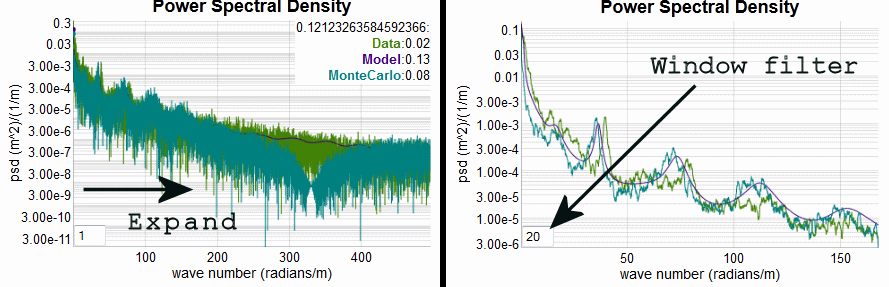 Power Spectral Density
0.12123263584592366:
Data:0.02
Model:0.13
MonteCarlo:0.08
0.3
0.03
3.00e-3
3.00e-4
3.00e-5
3.00e-6
3.00e-7
3.00e-8
3.00e-9
3.00e-10
3.00e-11
psd (m^2)/(1/m)
Expand
1
100
200
300
400
wave number (radians/m)
Power Spectral Density
0.1
0.03
0.01
3.00e-3
1.00e-3
3.00e-4
1.00e-4
3.00e-5
1.00e-5
3.00e-6
psd (m^2)/(1/m)
Window filter
20
50
100
150
wave number (radians/m)